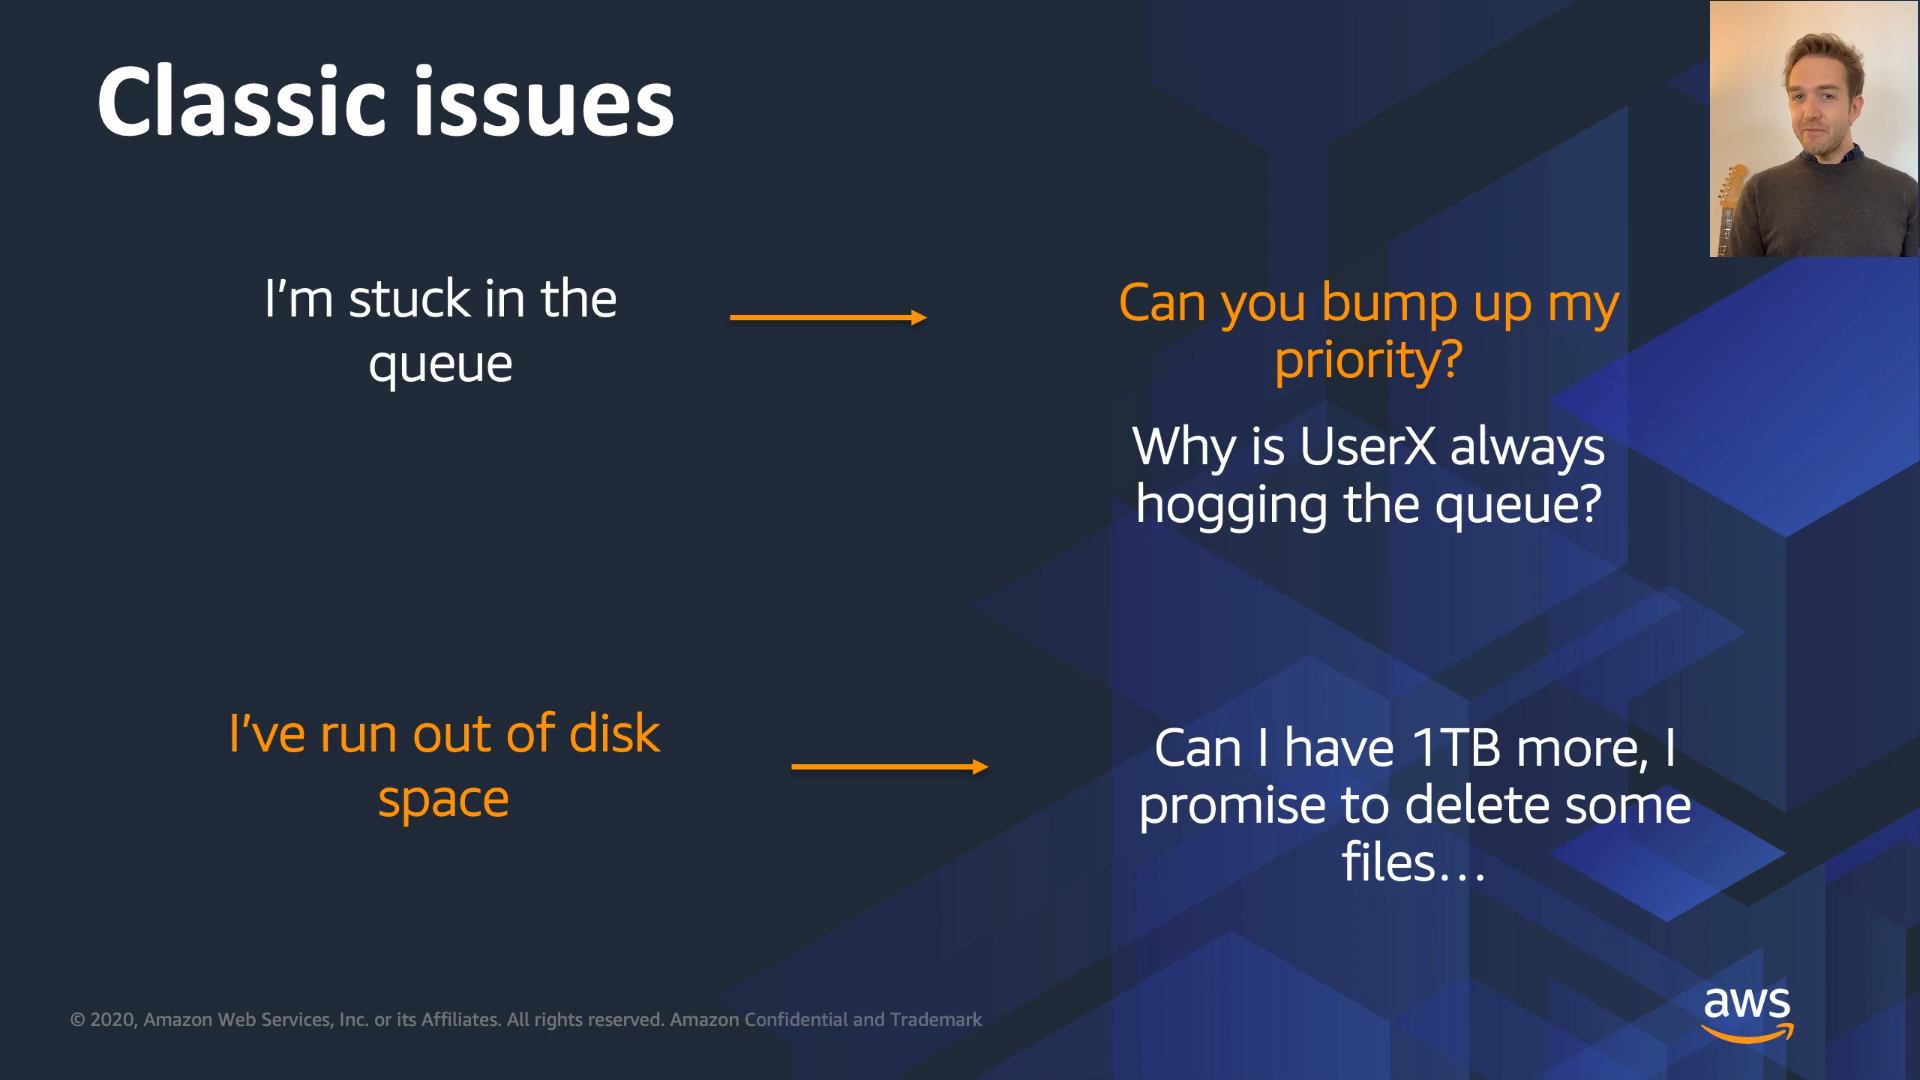 Classic issues
I’m stuck in the
queue
Can you bump up my
priority?
Why is UserX always
hogging the queue?
I’ve run out of disk
space
Can I have 1TB more, I
promise to delete some
files…
© 2020, Amazon Web Services, Inc. or its Affiliates. All rights reserved. Amazon Confidential and Trademark
aws